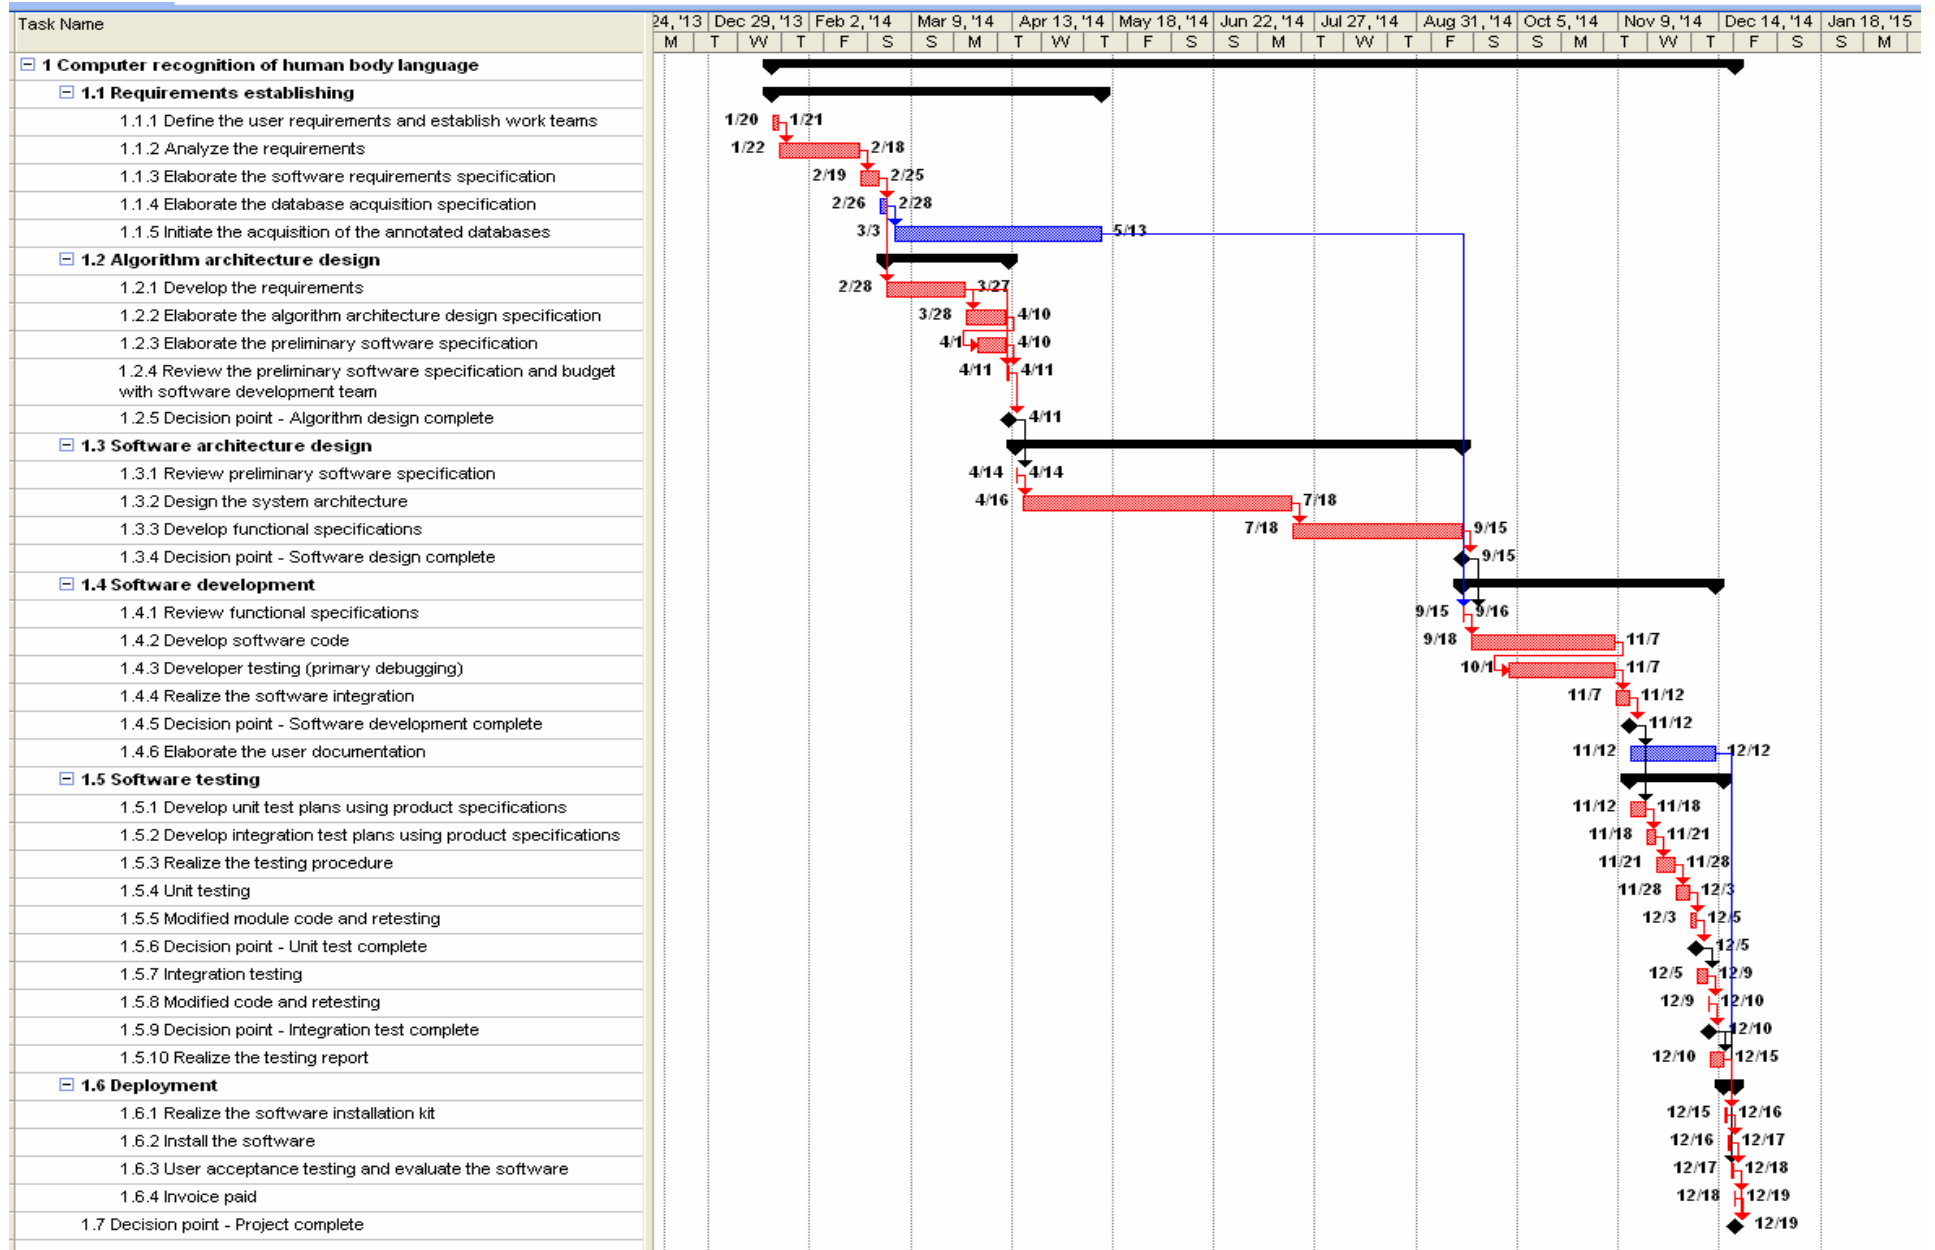 Task Name 24, '13 Dec 29, '13 Feb 2, '14 Mar 9, '14 Apr 13, '14 May 18, '14 Jun 22, '14 Jul 27, '14 Aug 31, '14 Oct 5, '14 Nov 9, '14 Dec 14, '14 Jan 18, '15
M T W T F S S M T W T F S S M T W T F S S M T W T F S S M
1 Computer recognition of human body language
1.1 Requirements establishing
1.1.1 Define the user requirements and establish work teams 1/20 1/21
1.1.2 Analyze the requirements 1/22 2/18
1.1.3 Elaborate the software requirements specification 2/19 2/25
1.1.4 Elaborate the database acquisition specification 2/26 2/28
1.1.5 Initiate the acquisition of the annotated databases 3/3 5/13
1.2 Algorithm architecture design
1.2.1 Develop the requirements 2/28 3/27
1.2.2 Elaborate the algorithm architecture design specification 3/28 4/10
1.2.3 Elaborate the preliminary software specification 4/1 4/10
1.2.4 Review the preliminary software specification and budget 4/11 4/11
with software development team
1.2.5 Decision point - Algorithm design complete 4/11
1.3 Software architecture design
1.3.1 Review preliminary software specification 4/14 4/14
1.3.2 Design the system architecture 4/16 7/18
1.3.3 Develop functional specifications 7/18 9/15
1.3.4 Decision point - Software design complete 9/15
1.4 Software development
1.4.1 Review functional specifications 9/15 9/16
1.4.2 Develop software code 9/18 11/7
1.4.3 Developer testing (primary debugging) 10/1 11/7
1.4.4 Realize the software integration 11/7 11/12
1.4.5 Decision point - Software development complete 11/12
1.4.6 Elaborate the user documentation 11/12 12/12
1.5 Software testing
1.5.1 Develop unit test plans using product specifications 11/12 11/18
1.5.2 Develop integration test plans using product specifications 11/18 11/21
1.5.3 Realize the testing procedure 11/21 11/28
1.5.4 Unit testing 11/28 12/3
1.5.5 Modified module code and retesting 12/3 12/5
1.5.6 Decision point - Unit test complete 12/5
1.5.7 Integration testing 12/5 12/9
1.5.8 Modified code and retesting 12/9 12/10
1.5.9 Decision point - Integration test complete 12/10
1.5.10 Realize the testing report 12/10 12/15
1.6 Deployment
1.6.1 Realize the software installation kit 12/15 12/16
1.6.2 Install the software 12/16 12/17
1.6.3 User acceptance testing and evaluate the software 12/17 12/18
1.6.4 Invoice paid 12/18 12/19
1.7 Decision point - Project complete 12/19